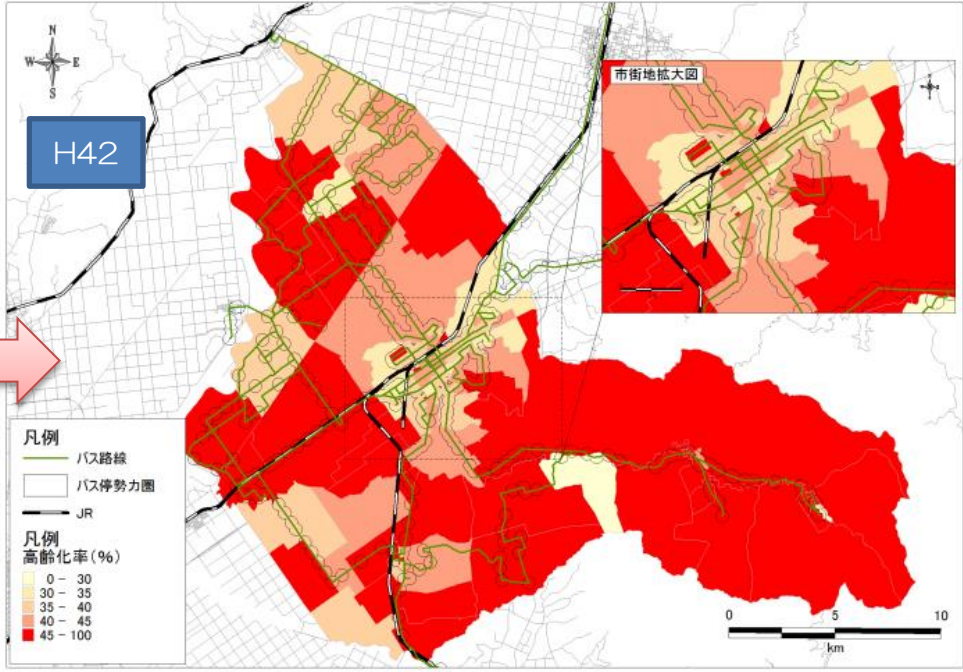 N
W E
S
H42
市街地拡大図
凡例
バス路線
バス停勢力圏
JR
凡例
高齢化率(%)
0 - 30
30 - 35
35 - 40
40 - 45
45 - 100
0 5 10
km